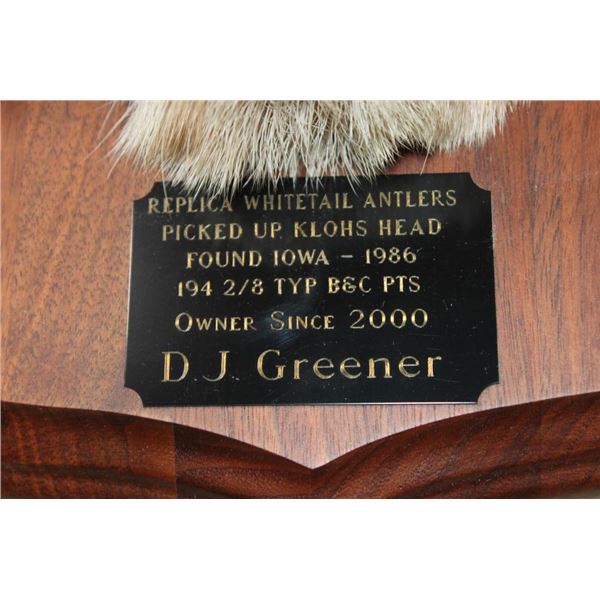 REPLICA WHITETAIL ANTLERS
PICKED UP KLOHS HEAD
FOUND IOWA - 1986
194 2/8 TYP B&C PTS
OWNER SINCE 2000
D J Greener